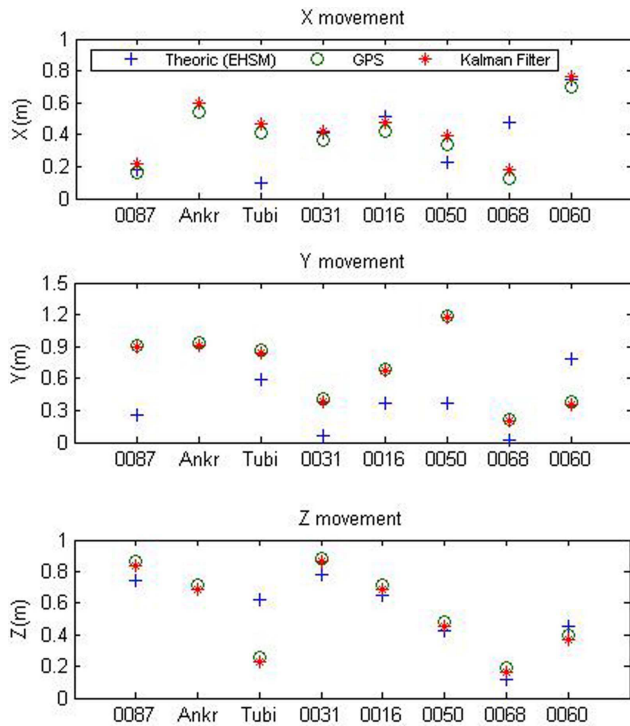 X movement
1
Theoric (EHSM) GPS Kalman Filter
0.8
0.6
X(m)
0.4
0.2
0
0087 Ankr Tubi 0031 0016 0050 0068 0060
Y movement
1.5
1.2
0.9
Y(m)
0.6
0.3
0
0087 Ankr Tubi 0031 0016 0050 0068 0060
Z movement
1
0.8
0.6
Z(m)
0.4
0.2
0
0087 Ankr Tubi 0031 0016 0050 0068 0060